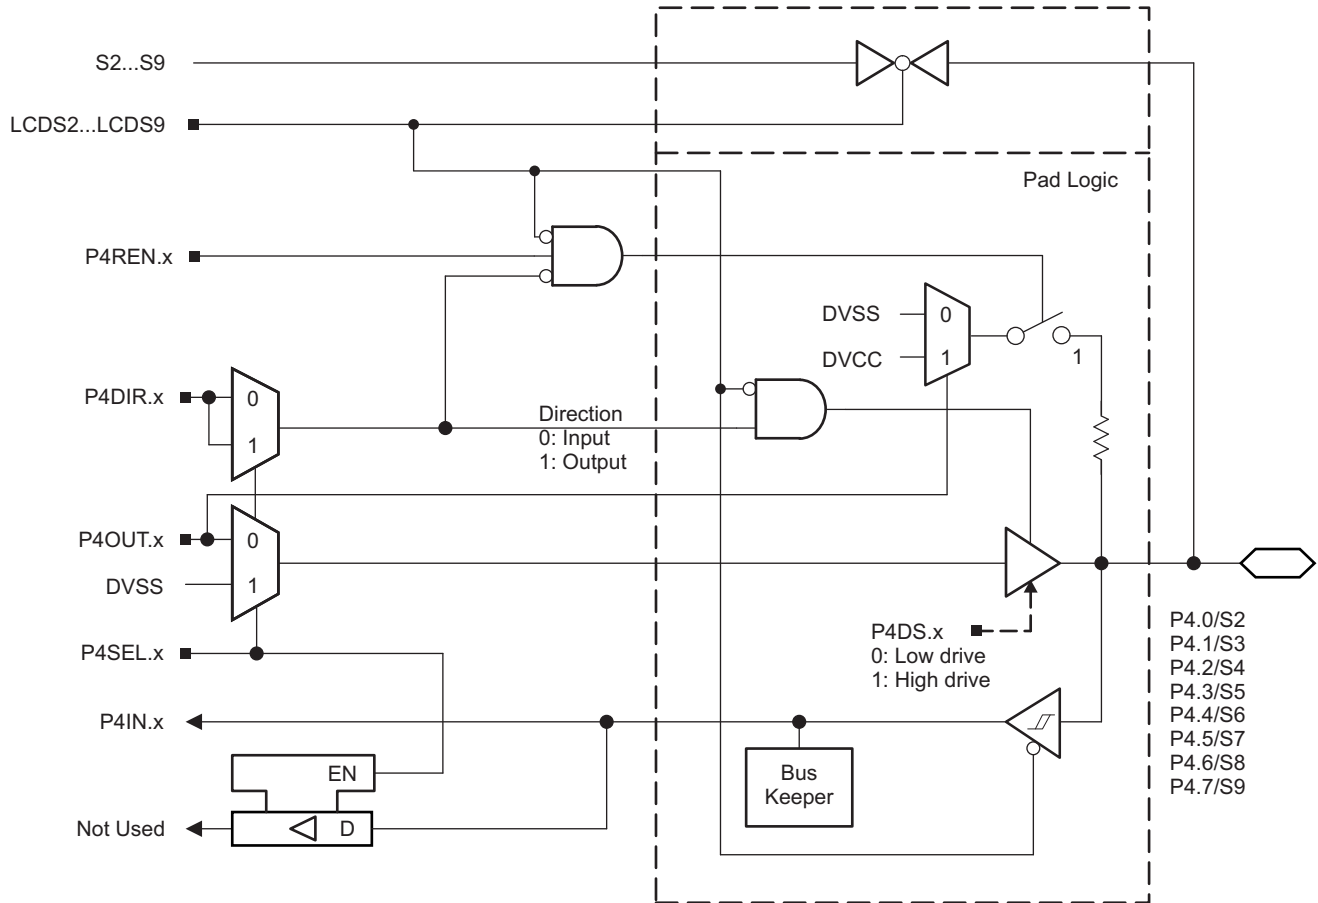 S2...S9
LCDS2...LCDS9
Pad Logic
P4REN.x
DVSS
0
DVCC
1
1
P4DIR.x
0
1
Direction
0: Input
1: Output
P4OUT.x
0
DVSS
1
P4DS.x
0: Low drive
1: High drive
P4.0/S2
P4.1/S3
P4.2/S4
P4.3/S5
P4.4/S6
P4.5/S7
P4.6/S8
P4.7/S9
P4SEL.x
P4IN.x
EN
Bus
Keeper
Not Used
D